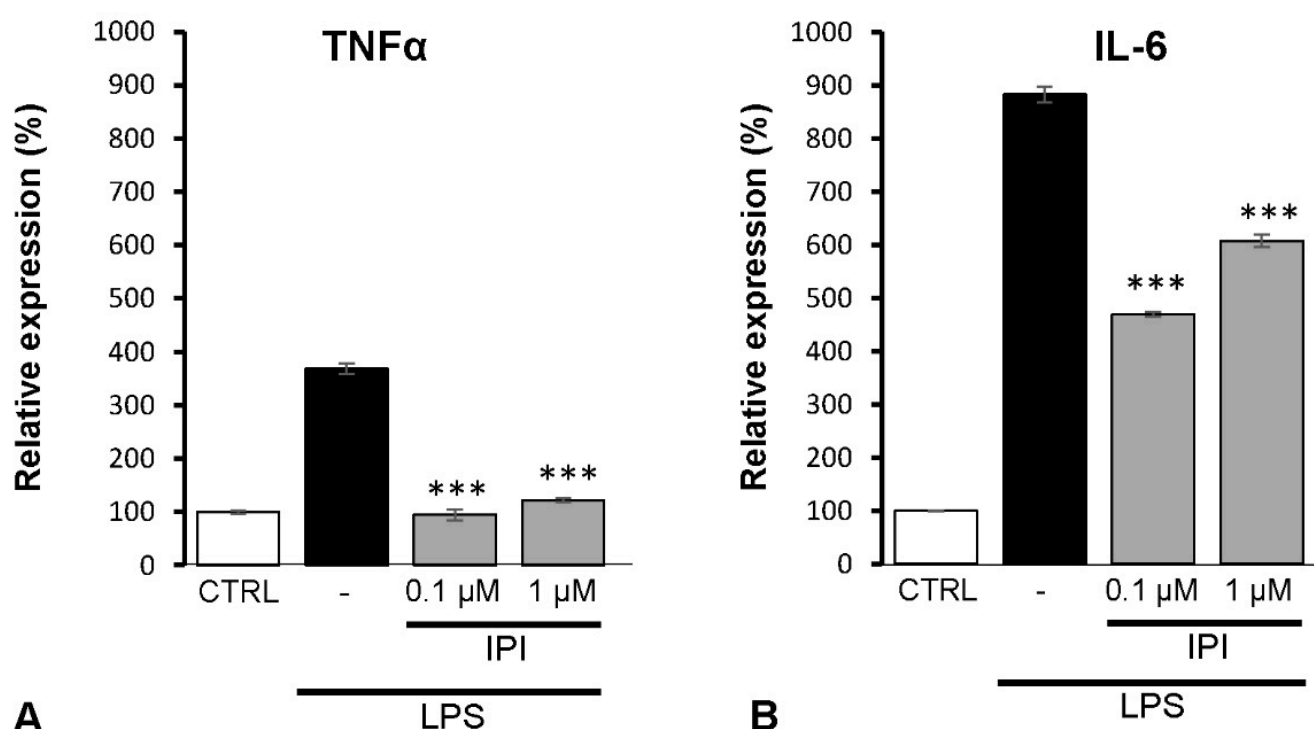 TNFα
Relative expression (%)
1000
900
800
700
600
500
400
300
200
100
0
***
***
CTRL
-
0.1 µM
1 µM
IPI
LPS
A
IL-6
Relative expression (%)
1000
900
800
700
600
500
400
300
200
100
0
***
***
CTRL
-
0.1 µM
1 µM
IPI
LPS
B